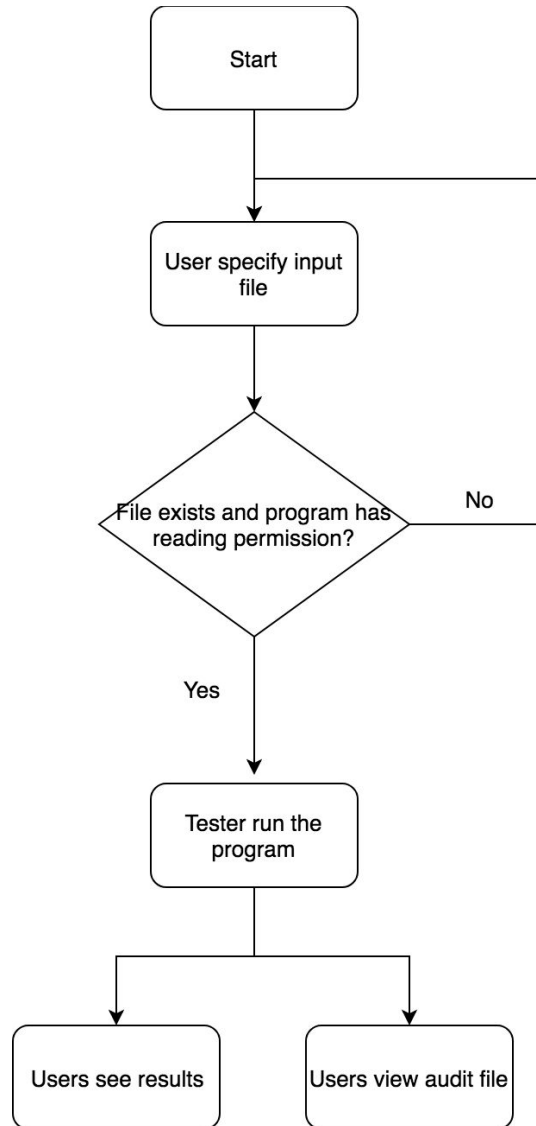 Start
User specify input
file
File exists and program has
reading permission?
No
Yes
Tester run the
program
Users see results
Users view audit file